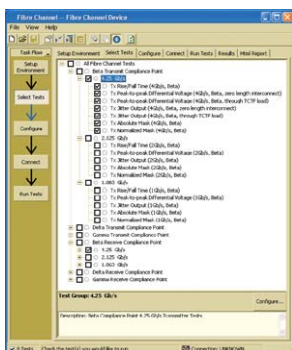 Fibre Channel -- Fibre Channel Device
File View Help
Task Flow
Setup Environment Select Tests Configure Connect Run Tests Results Html Report
Setup Environment
Select Tests
Configure
Connect
Run Tests
All Fibre Channel Tests
Beta Transmit Compliance Point
4.25 Gb/s
Tx Rise/Fall Time (4Gb/s, Beta)
Tx Peak-to-peak Differential Voltage (4Gb/s, Beta, zero length interconnect)
Tx Peak-to-peak Differential Voltage (4Gb/s, Beta, through TCTF load)
Tx Jitter Output (4Gb/s, Beta, zero length interconnect)
Tx Jitter Output (4Gb/s, Beta, through TCTF load)
Tx Absolute Mask (4Gb/s, Beta)
Tx Normalized Mask (4Gb/s, Beta)
2.125 Gb/s
Tx Rise/Fall Time (2Gb/s, Beta)
Tx Peak-to-peak Differential Voltage (2Gb/s, Beta)
Tx Jitter Output (2Gb/s, Beta)
Tx Absolute Mask (2Gb/s, Beta)
Tx Normalized Mask (2Gb/s, Beta)
1.063 Gb/s
Tx Rise/Fall Time (1Gb/s, Beta)
Tx Peak-to-peak Differential Voltage (1Gb/s, Beta)
Tx Jitter Output (1Gb/s, Beta)
Tx Absolute Mask (1Gb/s, Beta)
Tx Normalized Mask (1Gb/s, Beta)
Delta Transmit Compliance Point
Gamma Transmit Compliance Point
Beta Receive Compliance Point
4.25 Gb/s
2.125 Gb/s
1.063 Gb/s
Delta Receive Compliance Point
Gamma Receive Compliance Point
Test Group: 4.25 Gb/s
Configure...
Description: Beta Compliance Point 4.25 Gb/s Transmitter Tests
Tests Check the test(s) you would like to run Connection: UNKNOWN